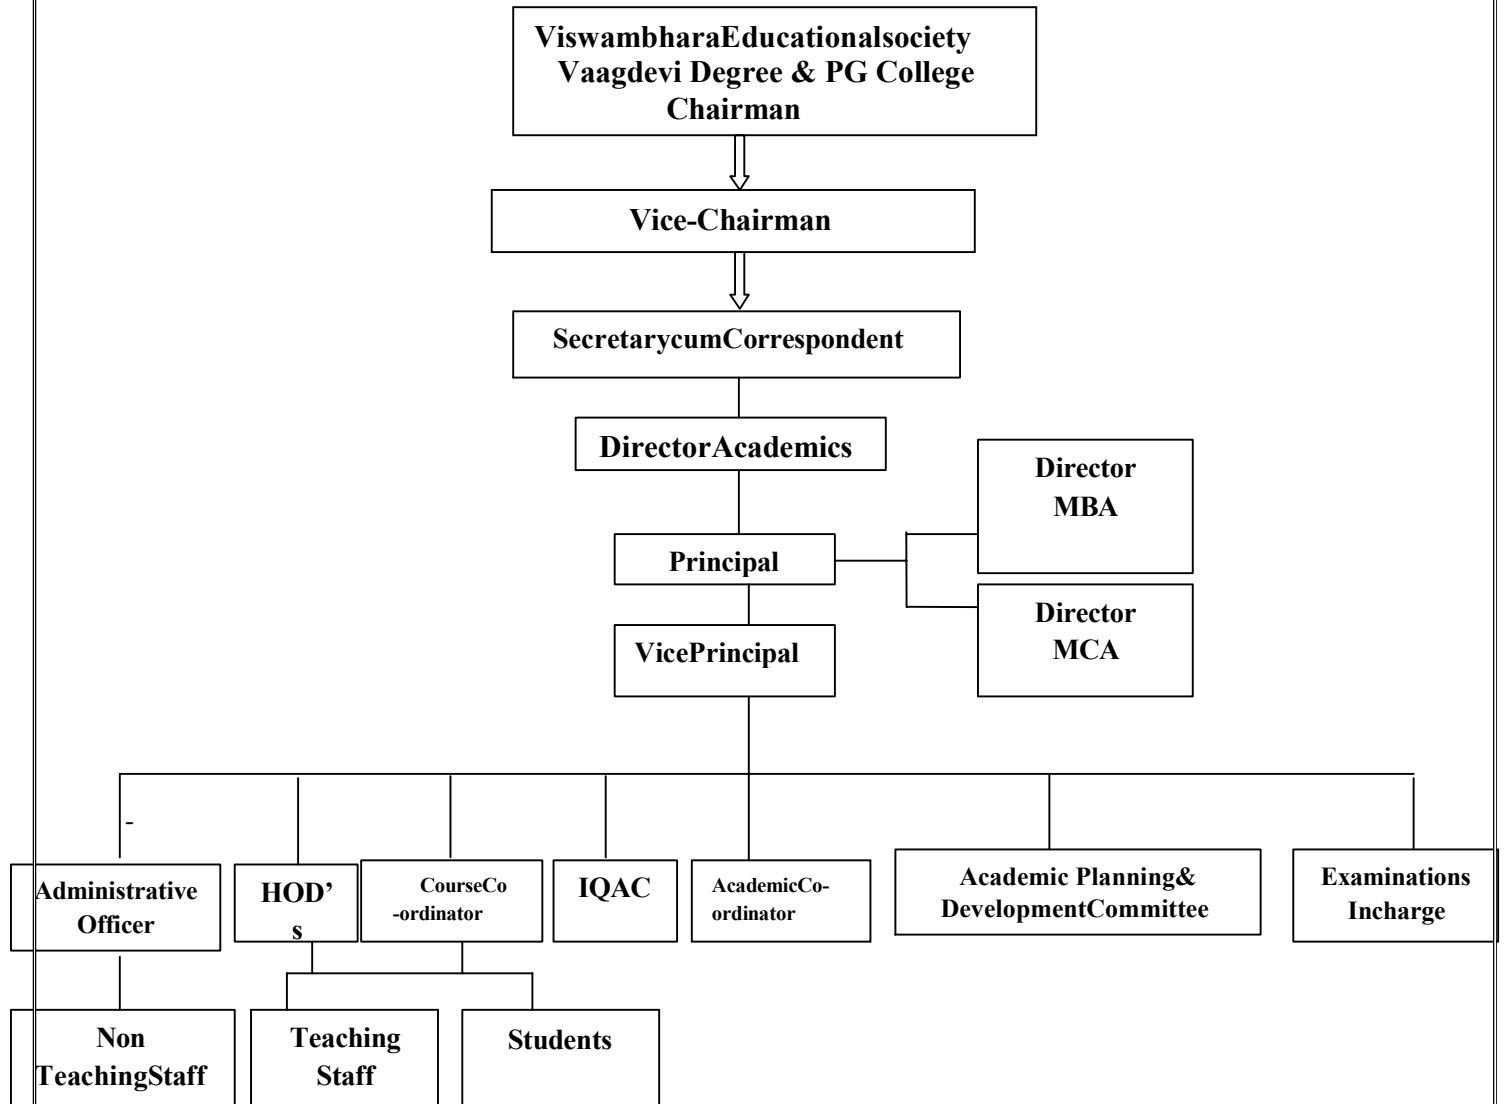 ViswambharaEducationalsociety
Vaagdevi Degree & PG College
Chairman
Vice-Chairman
SecretarycumCorrespondent
DirectorAcademics
Director
MBA
Principal
Director
MCA
VicePrincipal
-
Administrative
Officer
HOD’
s
CourseCo
-ordinator
IQAC
AcademicCo-
ordinator
Academic Planning&
DevelopmentCommittee
Examinations
Incharge
Non
TeachingStaff
Teaching
Staff
Students